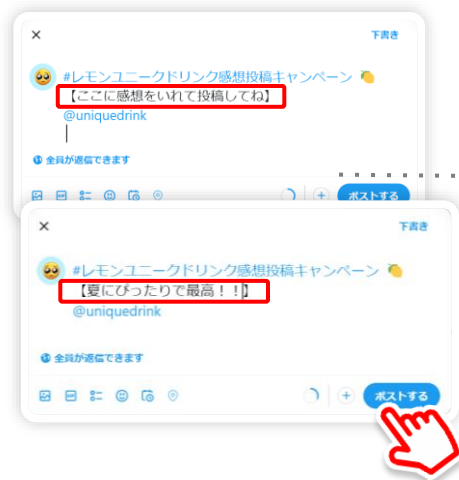 下書き
#レモンユニークドリンク感想投稿キャンペーン 🍋
【ここに感想をいれて投稿してね】
@uniquedrink
全員が返信できます
GIF
ポストする
下書き
#レモンユニークドリンク感想投稿キャンペーン 🍋
【夏にぴったりで最高！！】
@uniquedrink
全員が返信できます
GIF
ポストする